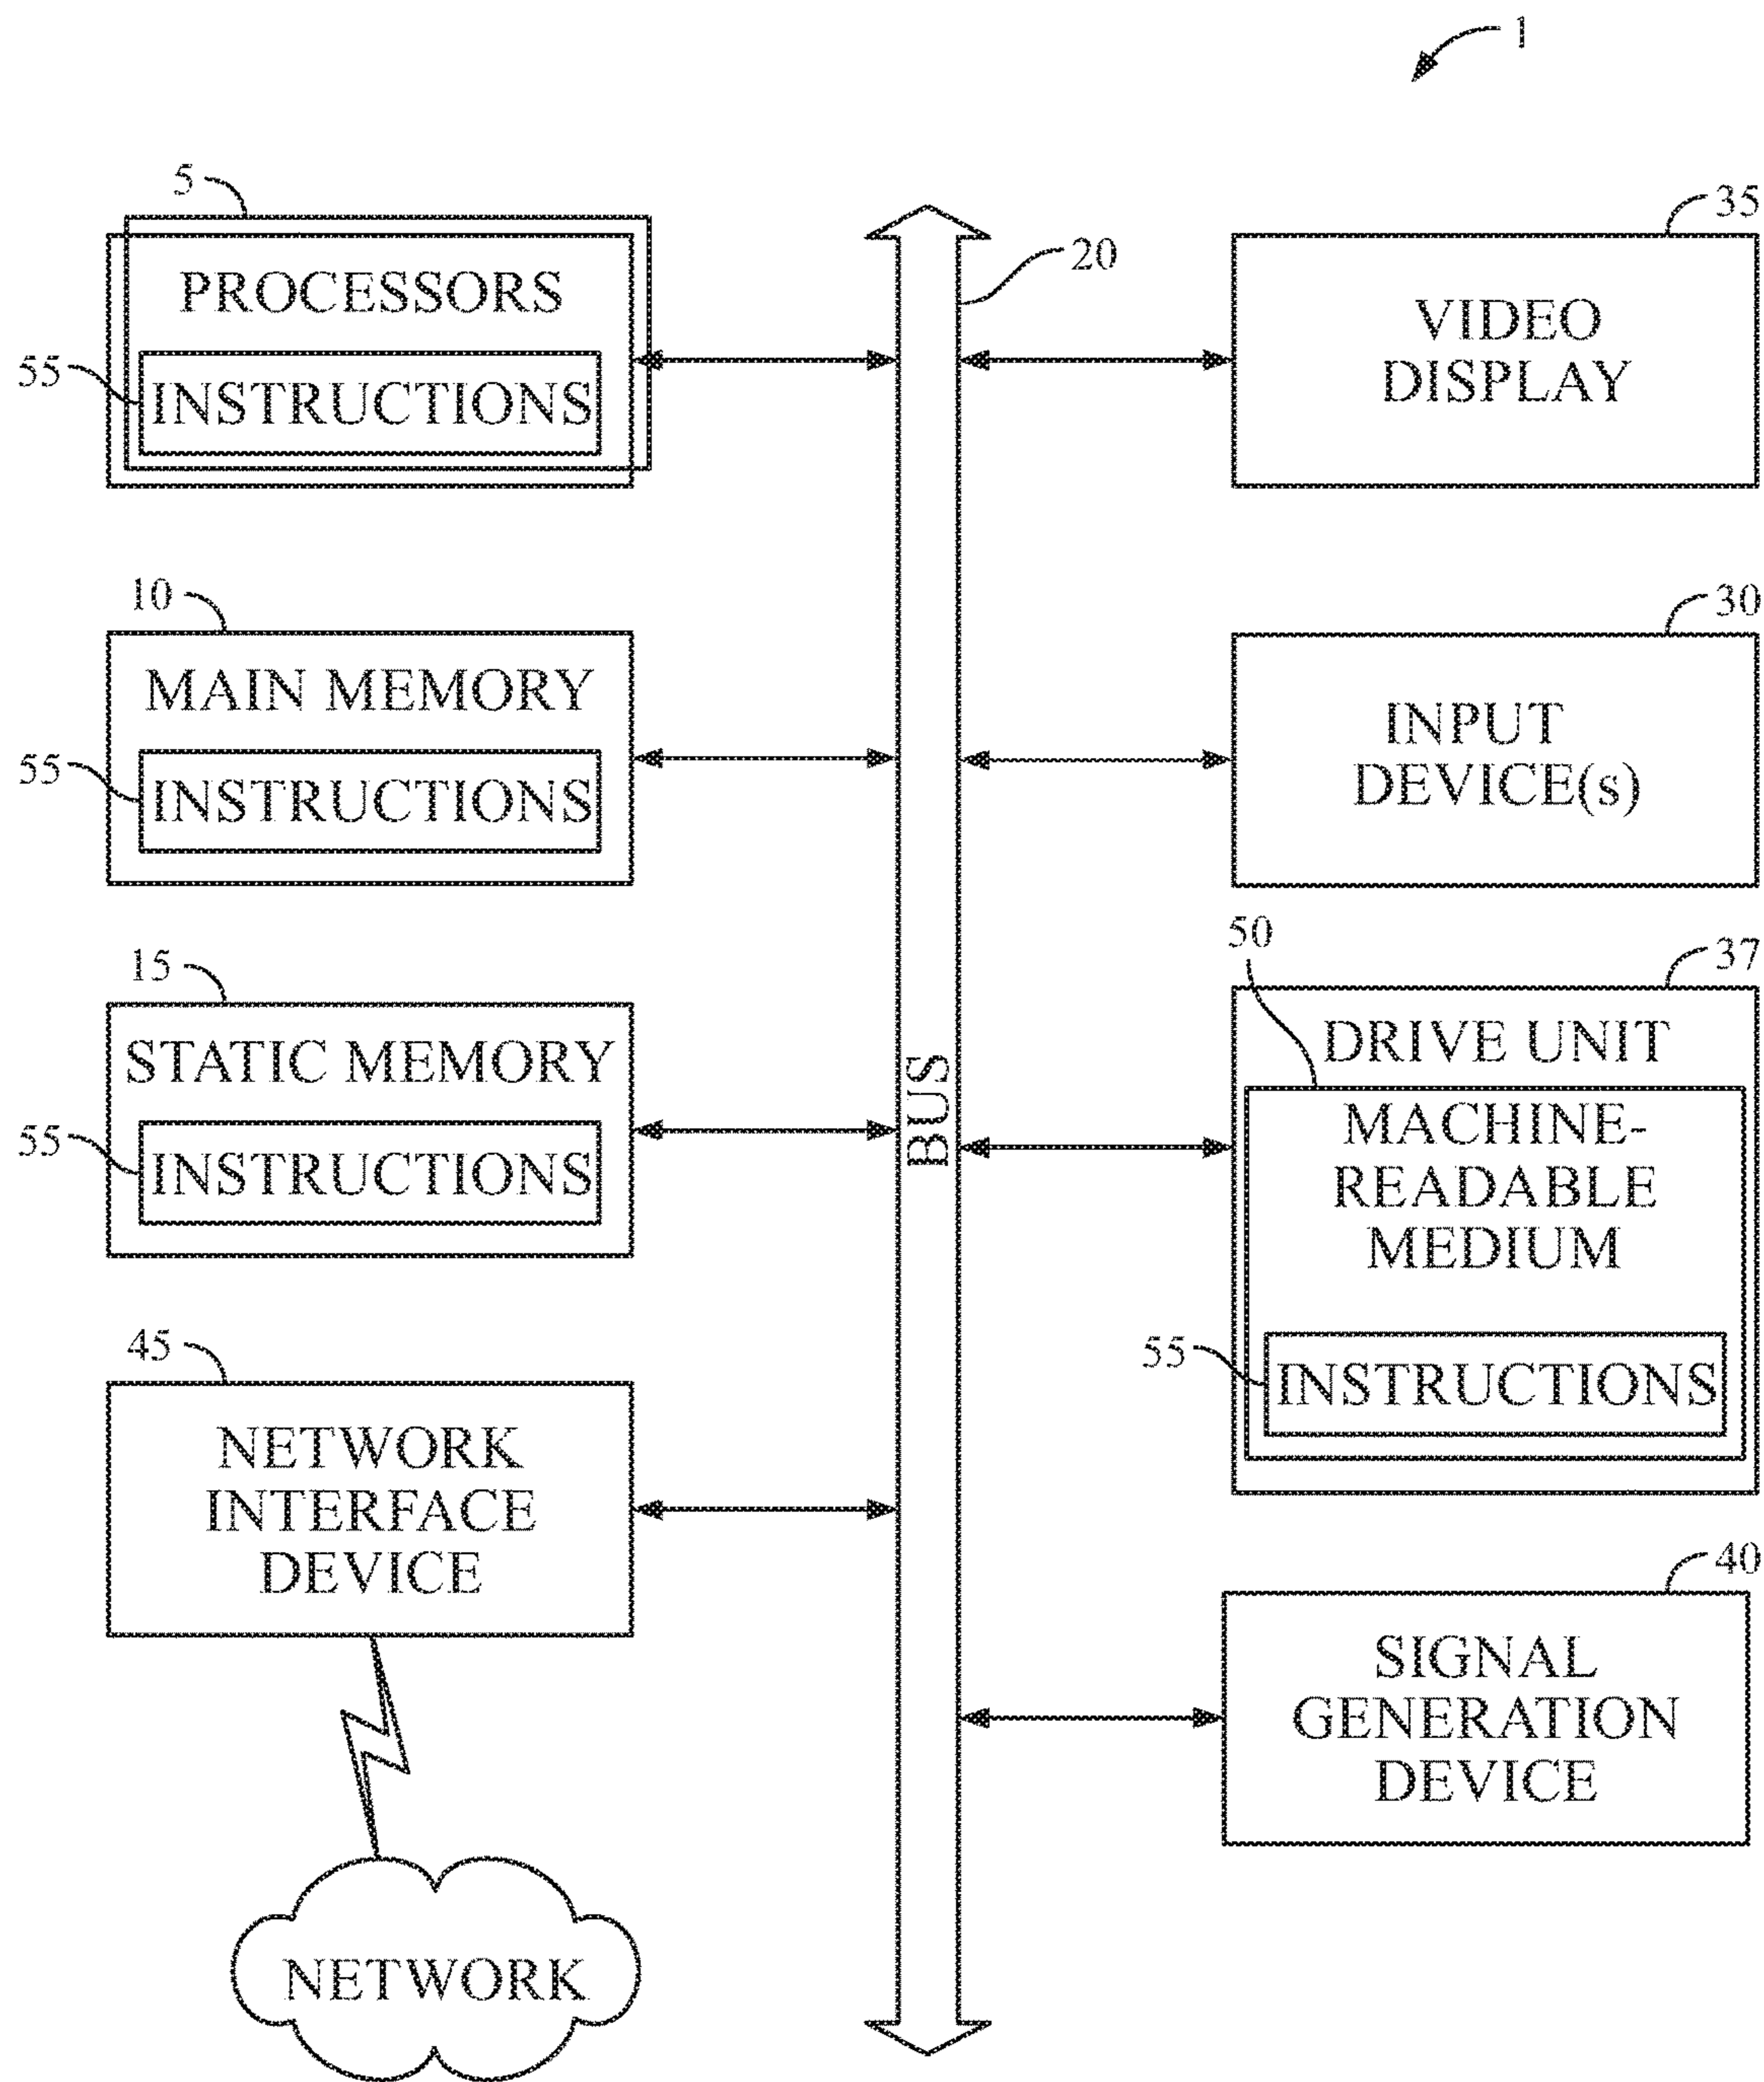 1
5
PROCESSORS
55
INSTRUCTIONS
10
MAIN MEMORY
55
INSTRUCTIONS
15
STATIC MEMORY
55
INSTRUCTIONS
45
NETWORK
INTERFACE
DEVICE
NETWORK
20
BUS
35
VIDEO
DISPLAY
30
INPUT
DEVICE(s)
37
DRIVE UNIT
50
MACHINE-
READABLE
MEDIUM
55
INSTRUCTIONS
40
SIGNAL
GENERATION
DEVICE